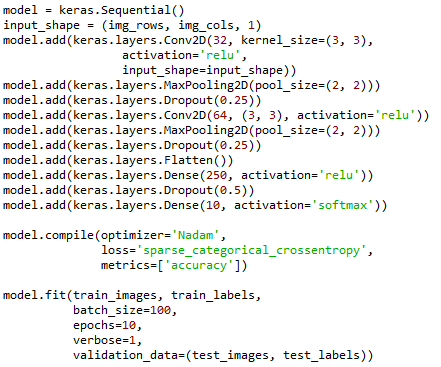 model = keras.Sequential()
input_shape = (img_rows, img_cols, 1)
model.add(keras.layers.Conv2D(32, kernel_size=(3, 3),
                 activation='relu',
                 input_shape=input_shape))
model.add(keras.layers.MaxPooling2D(pool_size=(2, 2)))
model.add(keras.layers.Dropout(0.25))
model.add(keras.layers.Conv2D(64, (3, 3), activation='relu'))
model.add(keras.layers.MaxPooling2D(pool_size=(2, 2)))
model.add(keras.layers.Dropout(0.25))
model.add(keras.layers.Flatten())
model.add(keras.layers.Dense(250, activation='relu'))
model.add(keras.layers.Dropout(0.5))
model.add(keras.layers.Dense(10, activation='softmax'))

model.compile(optimizer='Nadam',
              loss='sparse_categorical_crossentropy',
              metrics=['accuracy'])

model.fit(train_images, train_labels,
          batch_size=100,
          epochs=10,
          verbose=1,
          validation_data=(test_images, test_labels))